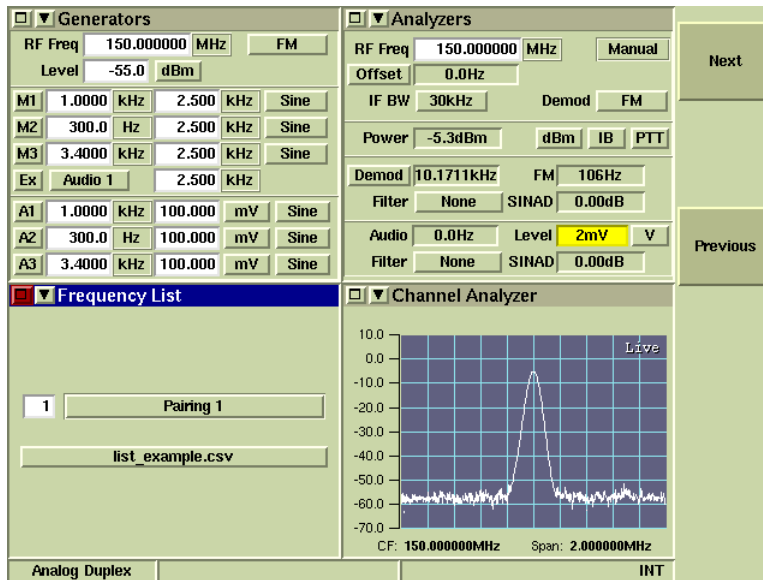 Generators
RF Freq 150.000000 MHz FM
Level -55.0 dBm
M1 1.0000 kHz 2.500 kHz Sine
M2 300.0 Hz 2.500 kHz Sine
M3 3.4000 kHz 2.500 kHz Sine
Ex Audio 1 2.500 kHz
A1 1.0000 kHz 100.000 mV Sine
A2 300.0 Hz 100.000 mV Sine
A3 3.4000 kHz 100.000 mV Sine
Analyzers
RF Freq 150.000000 MHz Manual
Offset 0.0Hz
IF BW 30kHz Demod FM
Power -5.3dBm dBm IB PTT
Demod 10.1711kHz FM 106Hz
Filter None SINAD 0.00dB
Audio 0.0Hz Level 2mV V
Filter None SINAD 0.00dB
Next
Previous
Frequency List
1 Pairing 1
list_example.csv
Channel Analyzer
Live
10.0
0.0
-10.0
-20.0
-30.0
-40.0
-50.0
-60.0
-70.0
CF: 150.000000MHz Span: 2.000000MHz
Analog Duplex INT